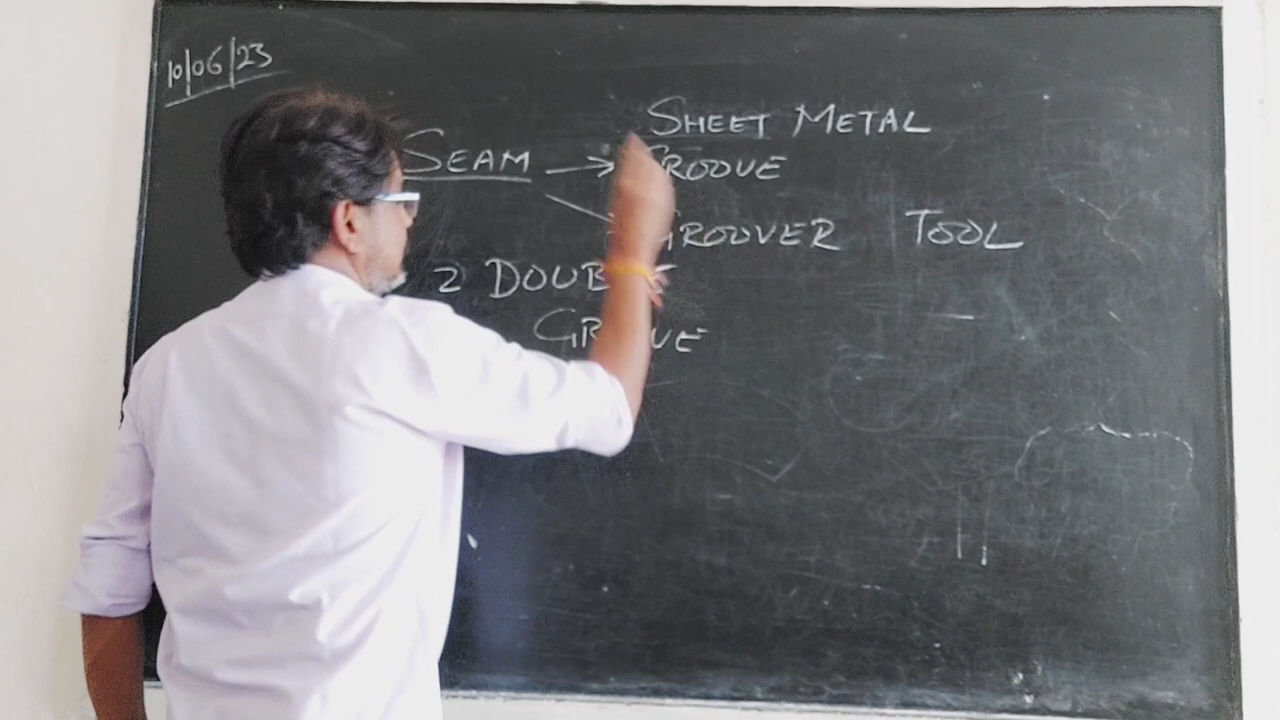 10/06/23
SHEET METAL
SEAM → GROOVE
GROOVER TOOL
2 DOUBLE
GROOVE